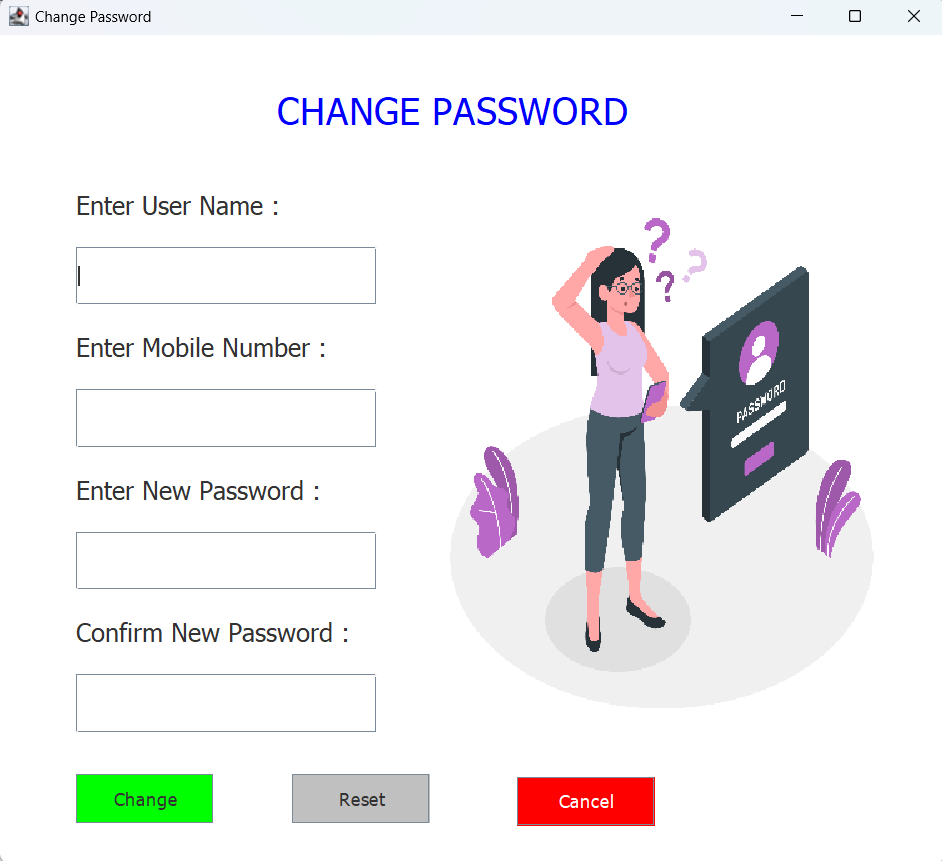 Change Password
CHANGE PASSWORD
Enter User Name :
Enter Mobile Number :
Enter New Password :
Confirm New Password :
? ? ?
PASSWORD
Change Reset Cancel